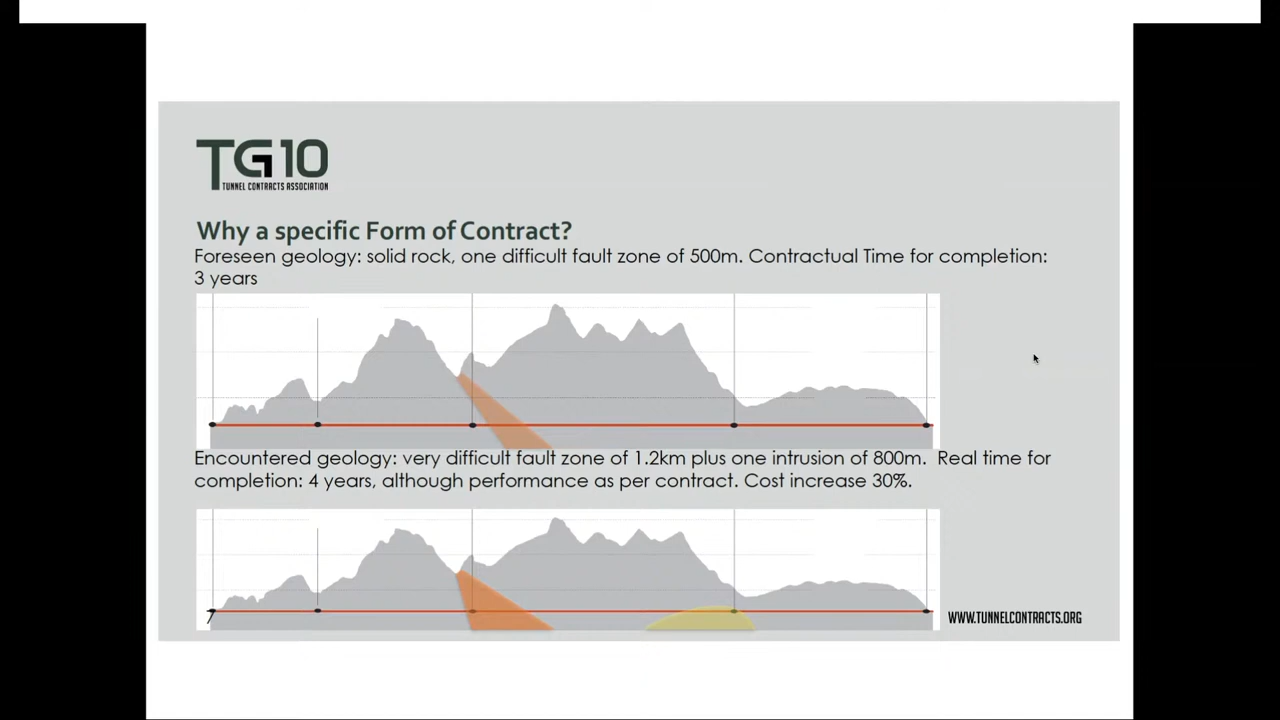 TG10
TUNNEL CONTRACTS ASSOCIATION
Why a specific Form of Contract?
Foreseen geology: solid rock, one difficult fault zone of 500m. Contractual Time for completion:
3 years
Encountered geology: very difficult fault zone of 1.2km plus one intrusion of 800m.  Real time for
completion: 4 years, although performance as per contract. Cost increase 30%.
7
WWW.TUNNELCONTRACTS.ORG